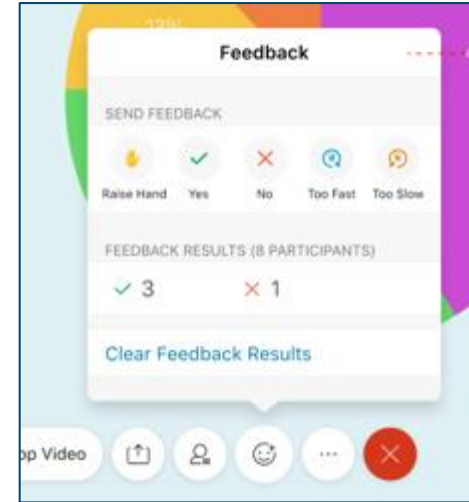 Feedback
SEND FEEDBACK
Raise Hand Yes No Too Fast Too Slow
FEEDBACK RESULTS (8 PARTICIPANTS)
3 1
Clear Feedback Results
op Video